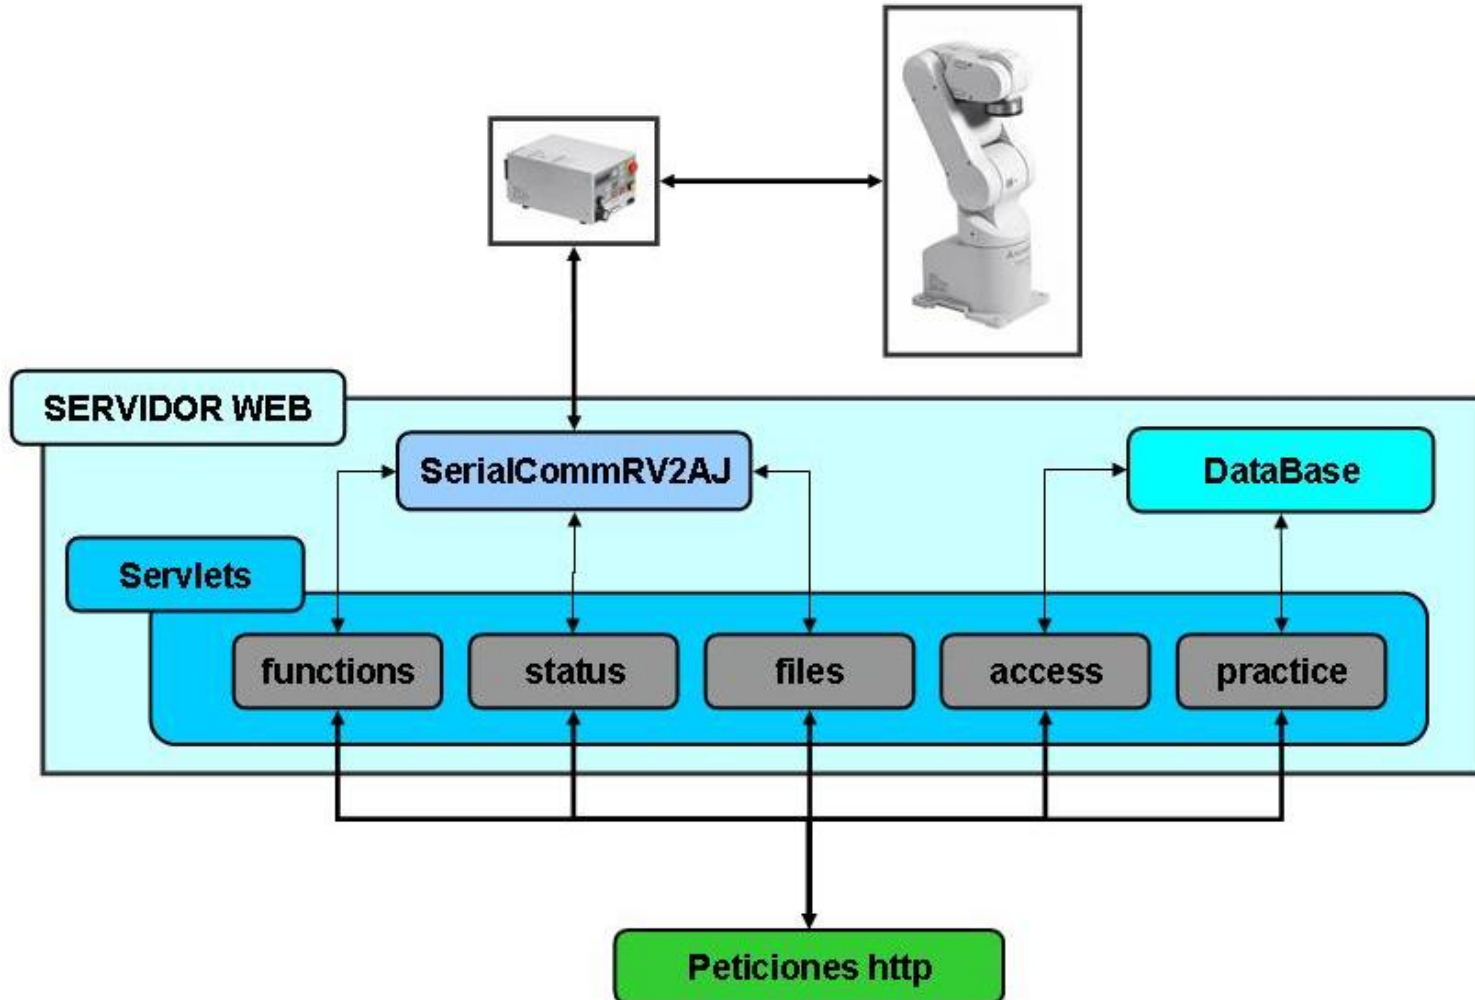 SERVIDOR WEB
SerialCommRV2AJ
DataBase
Servlets
functions
status
files
access
practice
Peticiones http